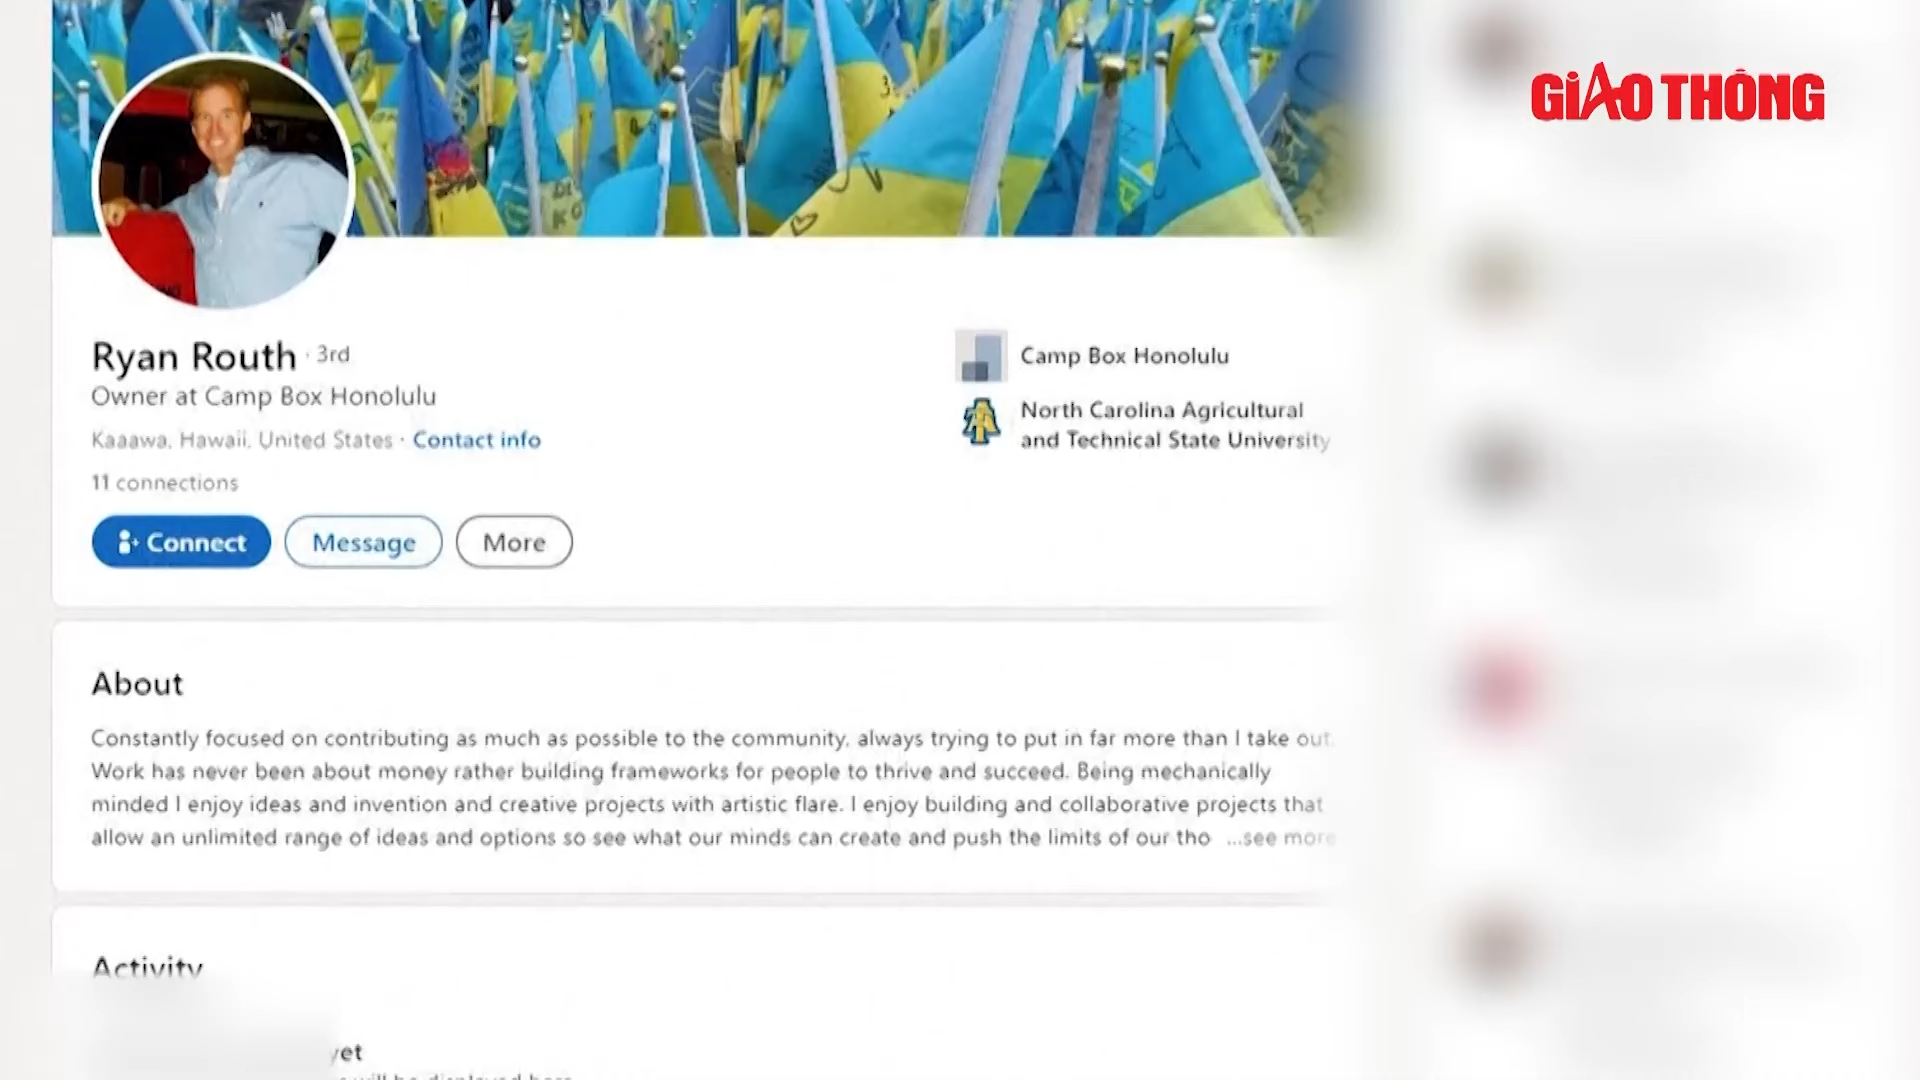 GIAO THÔNG
Ryan Routh · 3rd
Owner at Camp Box Honolulu
Kaaawa, Hawaii, United States · Contact info
11 connections
Connect
Message
More
Camp Box Honolulu
North Carolina Agricultural
and Technical State University
About
Constantly focused on contributing as much as possible to the community, always trying to put in far more than I take out.
Work has never been about money rather building frameworks for people to thrive and succeed. Being mechanically
minded I enjoy ideas and invention and creative projects with artistic flare. I enjoy building and collaborative projects that
allow an unlimited range of ideas and options so see what our minds can create and push the limits of our tho ...see more
Activity
yet
will be displayed here